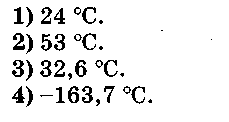 1) 24 °C.
2) 53 °C.
3) 32,6 °C.
4) –163,7 °C.